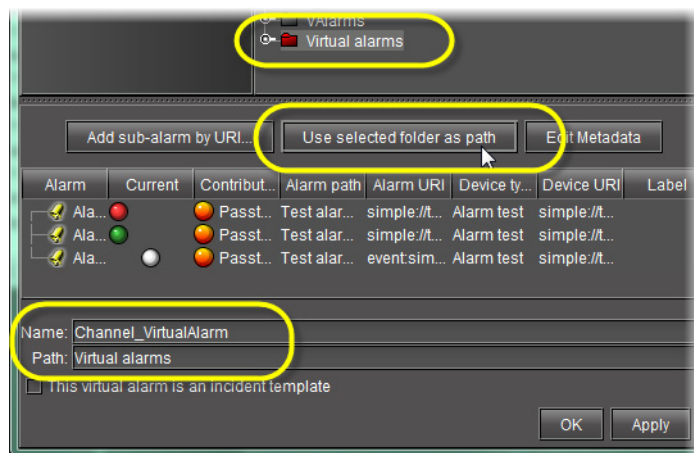 VAlarms
Virtual alarms
Add sub-alarm by URI... Use selected folder as path Edit Metadata
Alarm Current Contribut... Alarm path Alarm URI Device ty... Device URI Label
Ala... Passt... Test alar... simple://t... Alarm test simple://t...
Ala... Passt... Test alar... simple://t... Alarm test simple://t...
Ala... Passt... Test alar... event:sim... Alarm test simple://t...
Name: Channel_VirtualAlarm
Path: Virtual alarms
This virtual alarm is an incident template
OK Apply